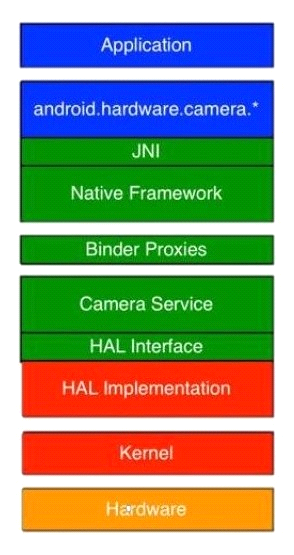 Application
android.hardware.camera.*
JNI
Native Framework
Binder Proxies
Camera Service
HAL Interface
HAL Implementation
Kernel
Hardware